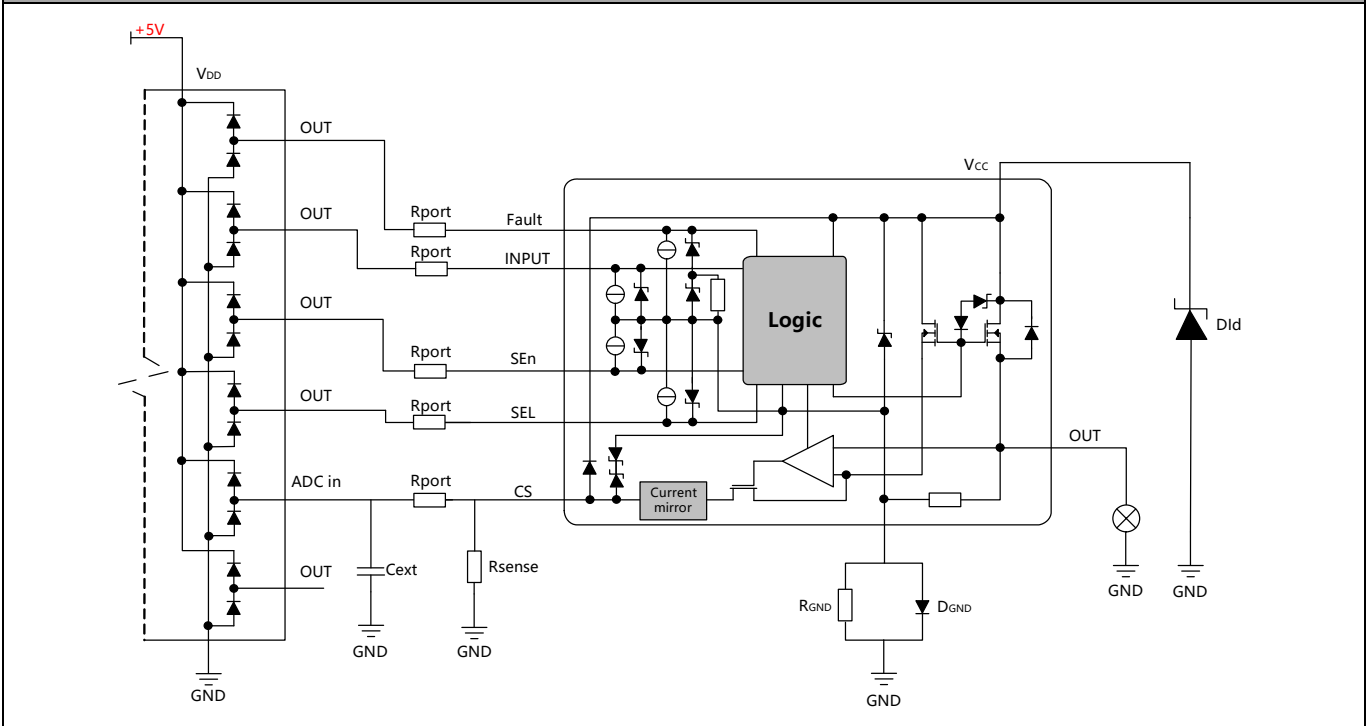 +5V
VDD
OUT
Vcc
Rport
Fault
OUT
Rport
INPUT
OUT
Logic
DId
Rport
SEn
OUT
Rport
SEL
OUT
ADC in
Rport
CS
Current
mirror
OUT
Cext
Rsense
GND
GND
RGND
DGND
GND
GND
GND
GND